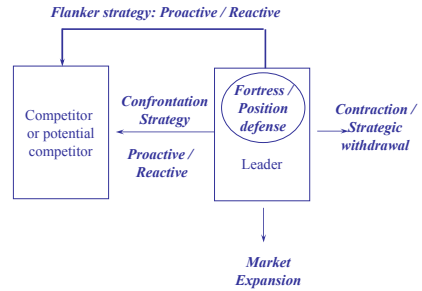 Flanker strategy: Proactive / Reactive
Competitor
or potential
competitor
Confrontation
Strategy
Proactive /
Reactive
Fortress /
Position
defense
Leader
Contraction /
Strategic
withdrawal
Market
Expansion